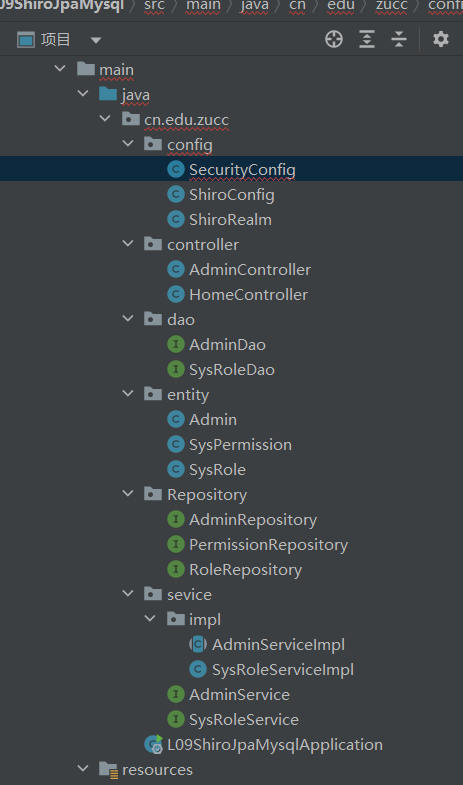 09ShiroJpaMysql 〉 src 〉 main 〉 java 〉 cn 〉 edu 〉 zucc 〉 confi
项目
main
java
cn.edu.zucc
config
SecurityConfig
ShiroConfig
ShiroRealm
controller
AdminController
HomeController
dao
AdminDao
SysRoleDao
entity
Admin
SysPermission
SysRole
Repository
AdminRepository
PermissionRepository
RoleRepository
sevice
impl
AdminServiceImpl
SysRoleServiceImpl
AdminService
SysRoleService
L09ShiroJpaMysqlApplication
resources